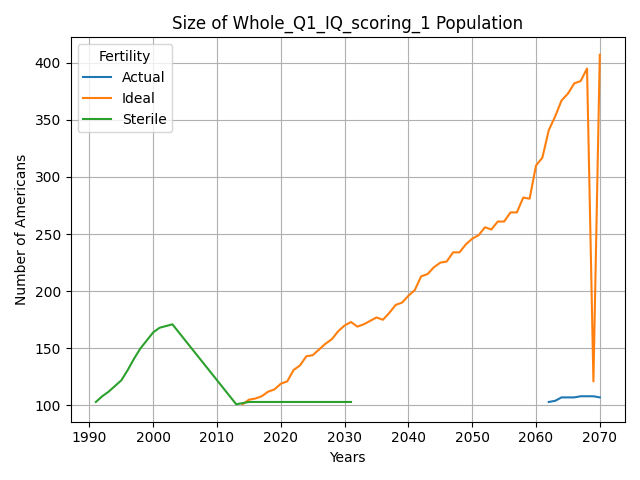 Size of Whole_Q1_IQ_scoring_1 Population
Fertility
Actual
Ideal
Sterile
Number of Americans
400
350
300
250
200
150
100
1990 2000 2010 2020 2030 2040 2050 2060 2070
Years